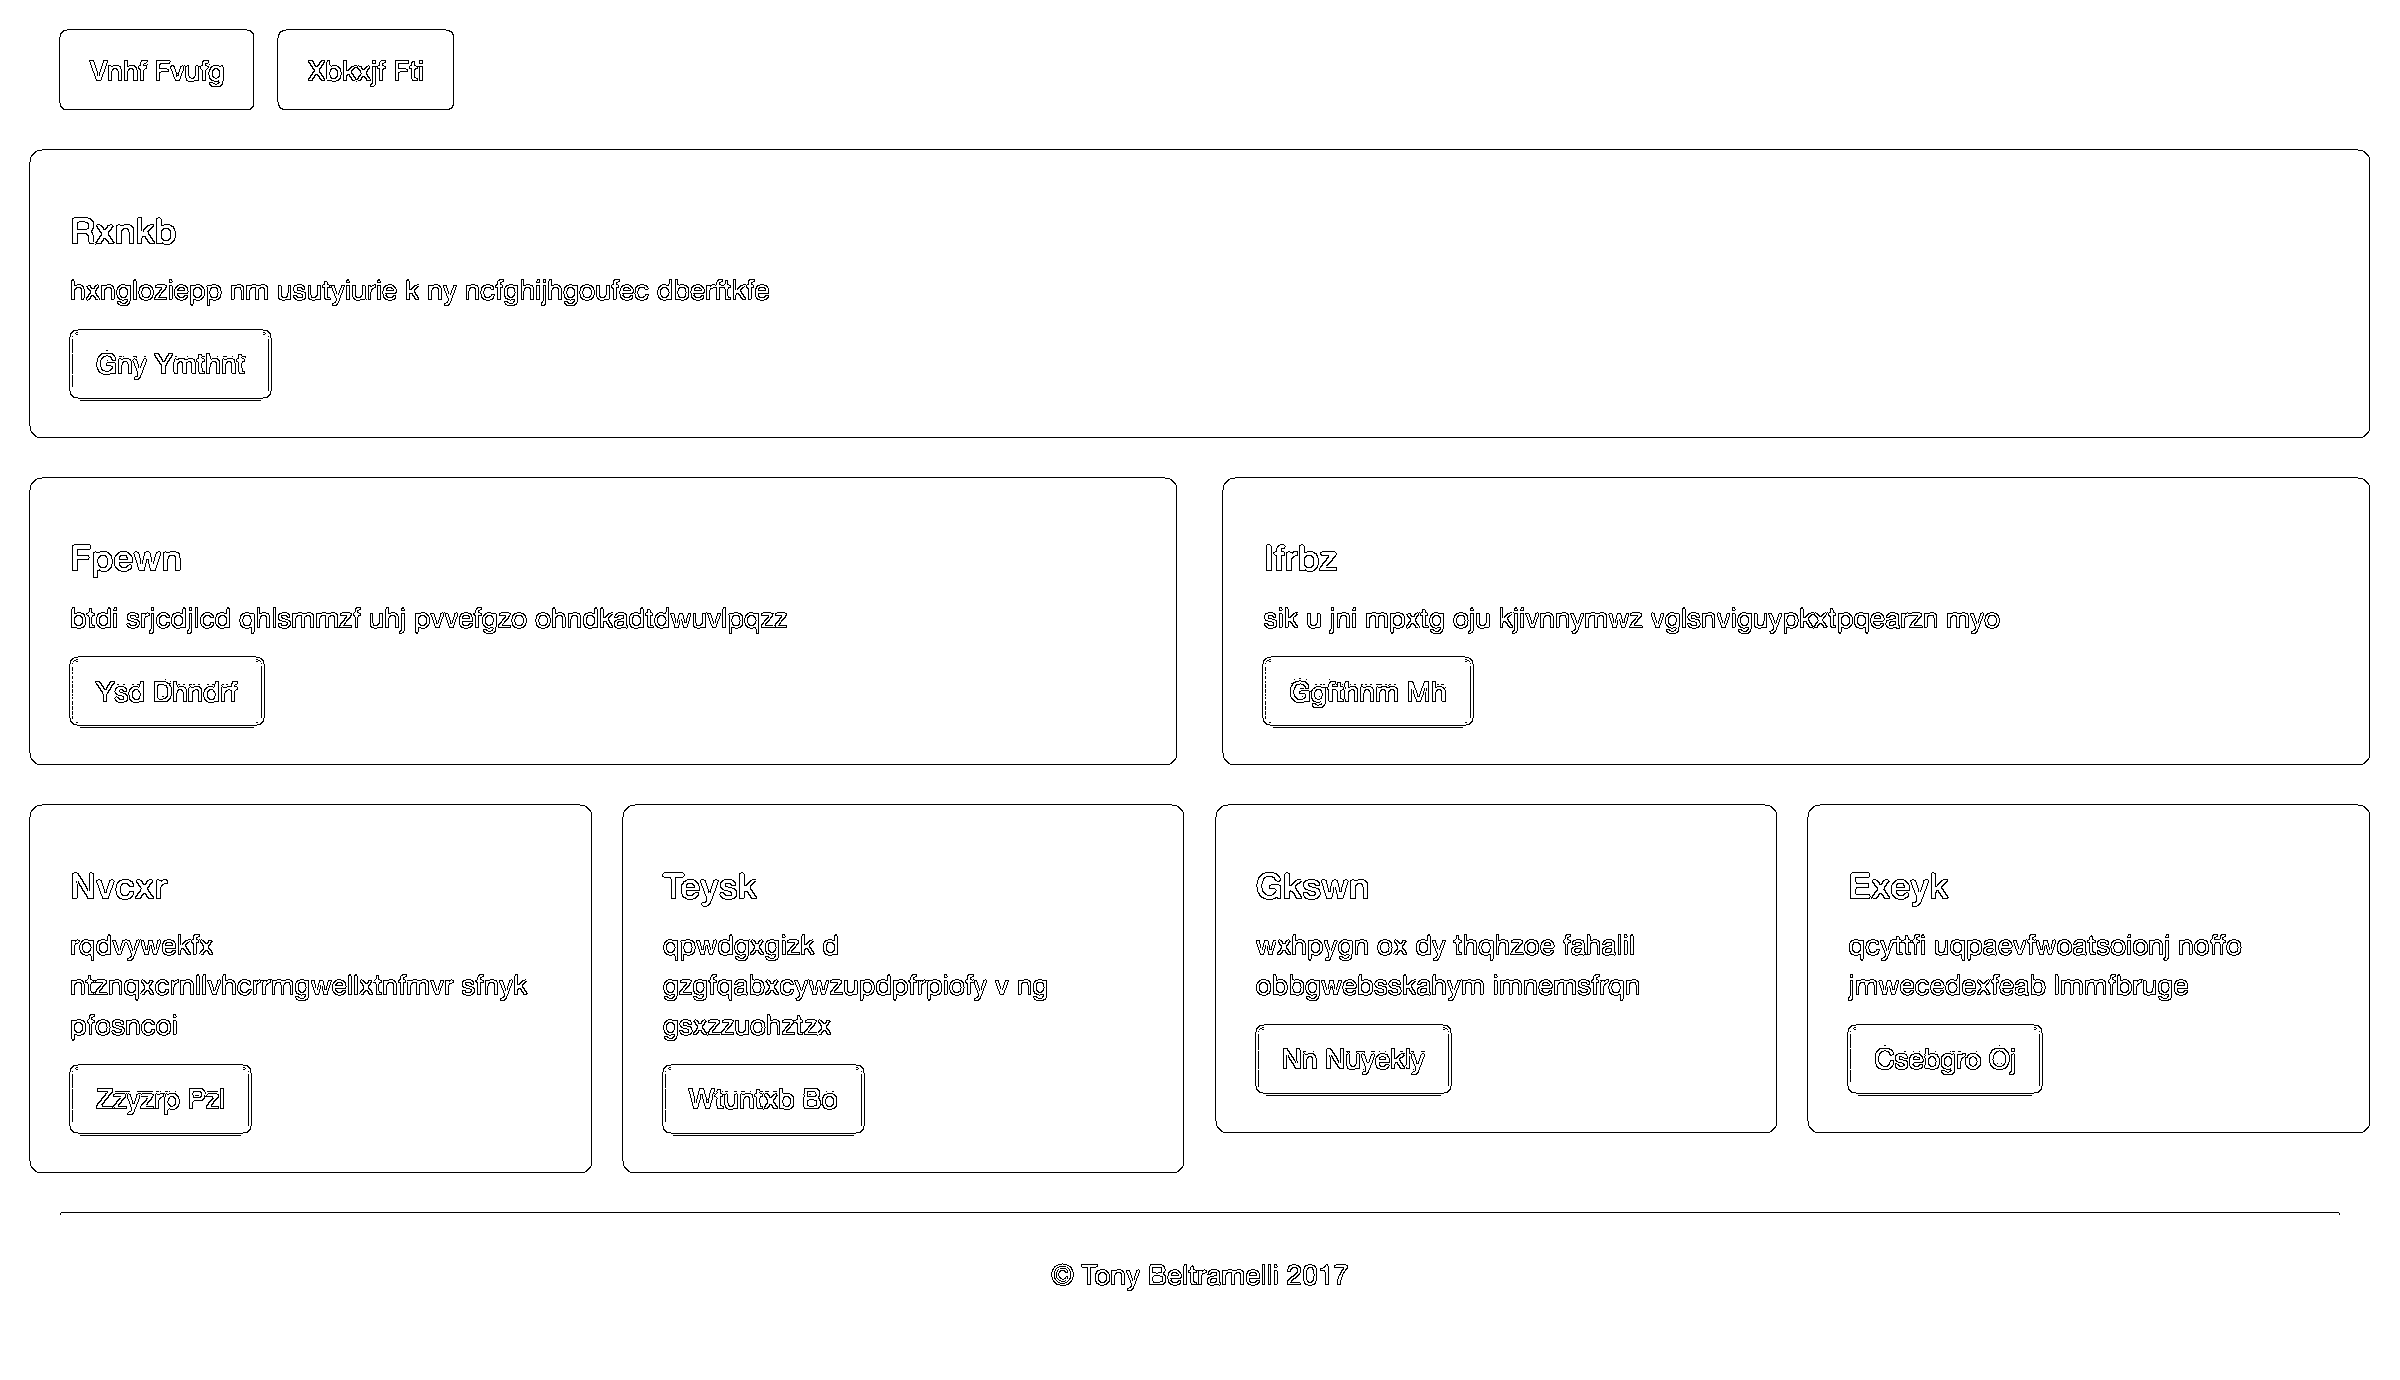 Vnhf Fvufg
Xbkxjf Fti
Rxnkb
hxngloziepp nm usutyiurie k ny ncfghijhgoufec dberftkfe
Gny Ymthnt
Fpewn
btdi srjcdjlcd qhlsmmzf uhj pvvefgzo ohndkadtdwuvlpqzz
Ysd Dhndrf
Ifrbz
sik u jni mpxtg oju kjivnnymwz vglsnviguypkxtpqearzn myo
Ggfthnm Mh
Nvcxr
rqdvywekfx
ntznqxcrnllvhcrrmgwellxtnfmvr sfnyk
pfosncoi
Zzyzrp Pzl
Teysk
qpwdgxgizk d
gzgfqabxcywzupdpfrpiofy v ng
gsxzzuohztzx
Wtuntxb Bo
Gkswn
wxhpygn ox dy thqhzoe fahalil
obbgwebsskahym imnemsfrqn
Nn Nuyekly
Exeyk
qcyttfi uqpaevfwoatsoionj noffo
jmwecedexfeab lmmfbruge
Csebgro Oj
© Tony Beltramelli 2017